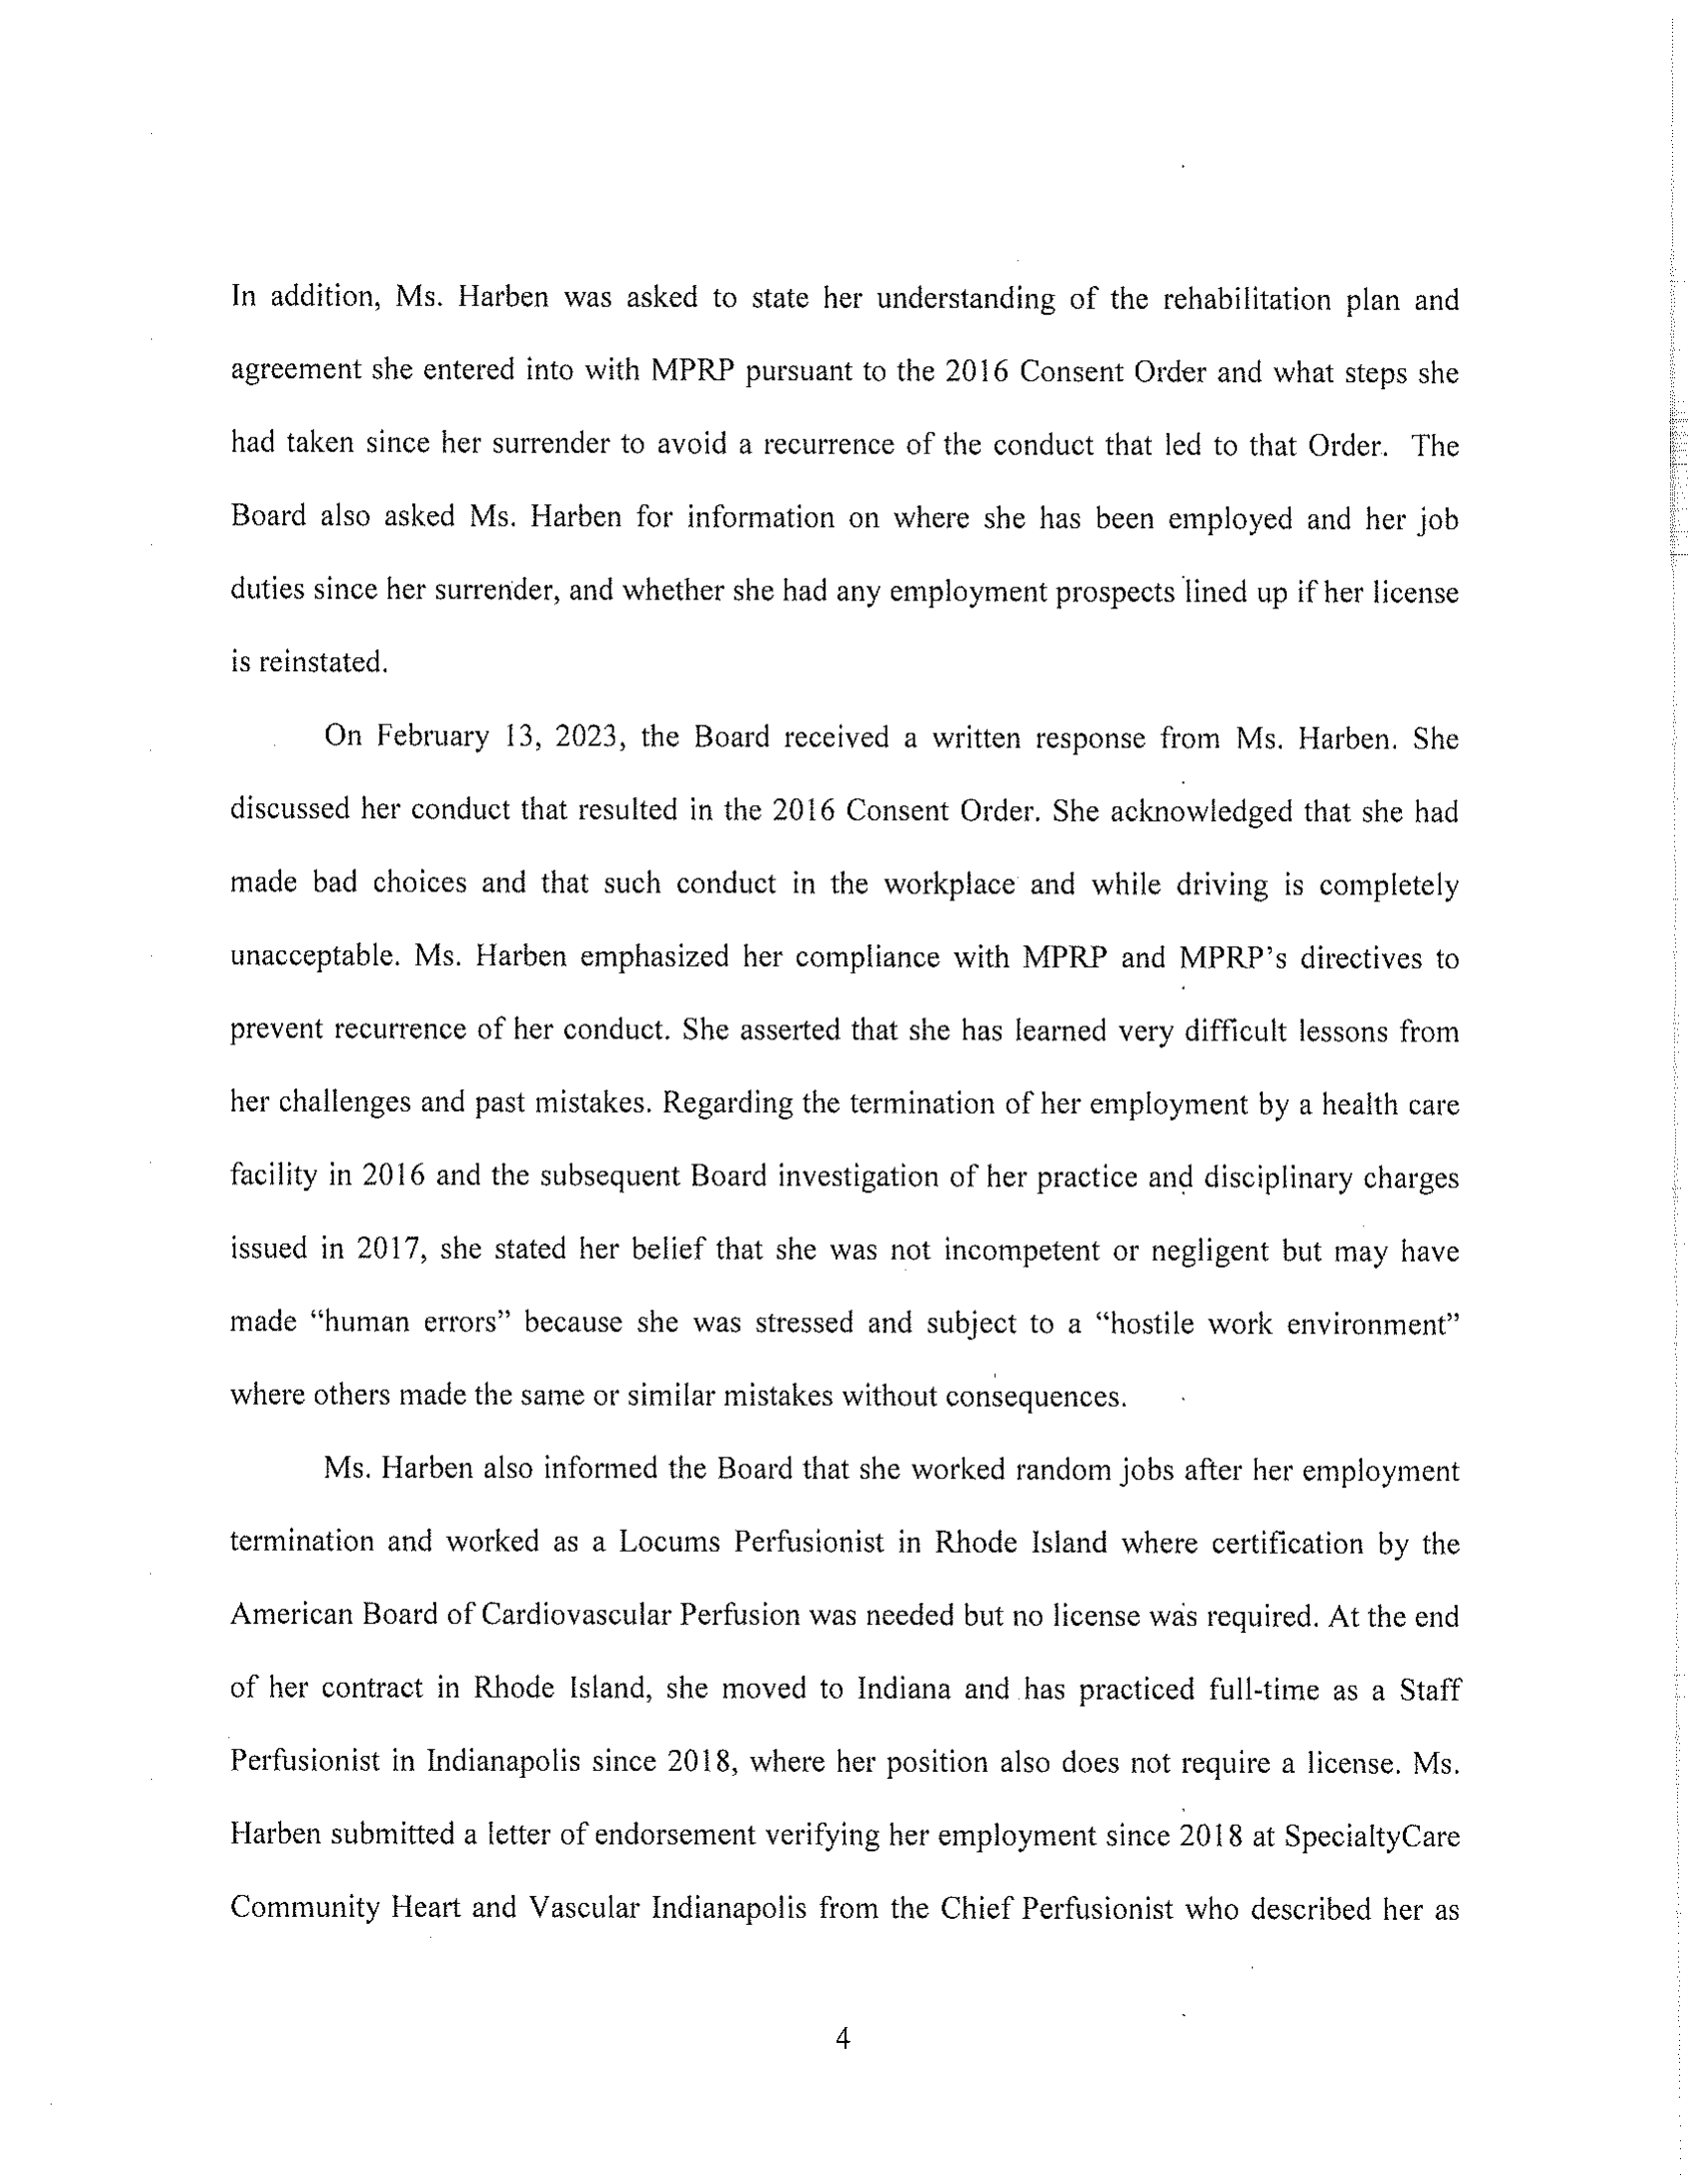 In addition, Ms. Harben was asked to state her understanding of the rehabilitation plan and
agreement she entered into with MPRP pursuant to the 2016 Consent Order and what steps she
had taken since her surrender to avoid a recurrence of the conduct that led to that Order. The
Board also asked Ms. Harben for information on where she has been employed and her job
duties since her surrender, and whether she had any employment prospects lined up if her license
is reinstated.
On February 13, 2023, the Board received a written response from Ms. Harben. She
discussed her conduct that resulted in the 2016 Consent Order. She acknowledged that she had
made bad choices and that such conduct in the workplace and while driving is completely
unacceptable. Ms. Harben emphasized her compliance with MPRP and MPRP’s directives to
prevent recurrence of her conduct. She asserted that she has learned very difficult lessons from
her challenges and past mistakes. Regarding the termination of her employment by a health care
facility in 2016 and the subsequent Board investigation of her practice and disciplinary charges
issued in 2017, she stated her belief that she was not incompetent or negligent but may have
made “human errors” because she was stressed and subject to a “hostile work environment”
where others made the same or similar mistakes without consequences.
Ms. Harben also informed the Board that she worked random jobs after her employment
termination and worked as a Locums Perfusionist in Rhode Island where certification by the
American Board of Cardiovascular Perfusion was needed but no license was required. At the end
of her contract in Rhode Island, she moved to Indiana and has practiced full-time as a Staff
Perfusionist in Indianapolis since 2018, where her position also does not require a license. Ms.
Harben submitted a letter of endorsement verifying her employment since 2018 at SpecialtyCare
Community Heart and Vascular Indianapolis from the Chief Perfusionist who described her as
4